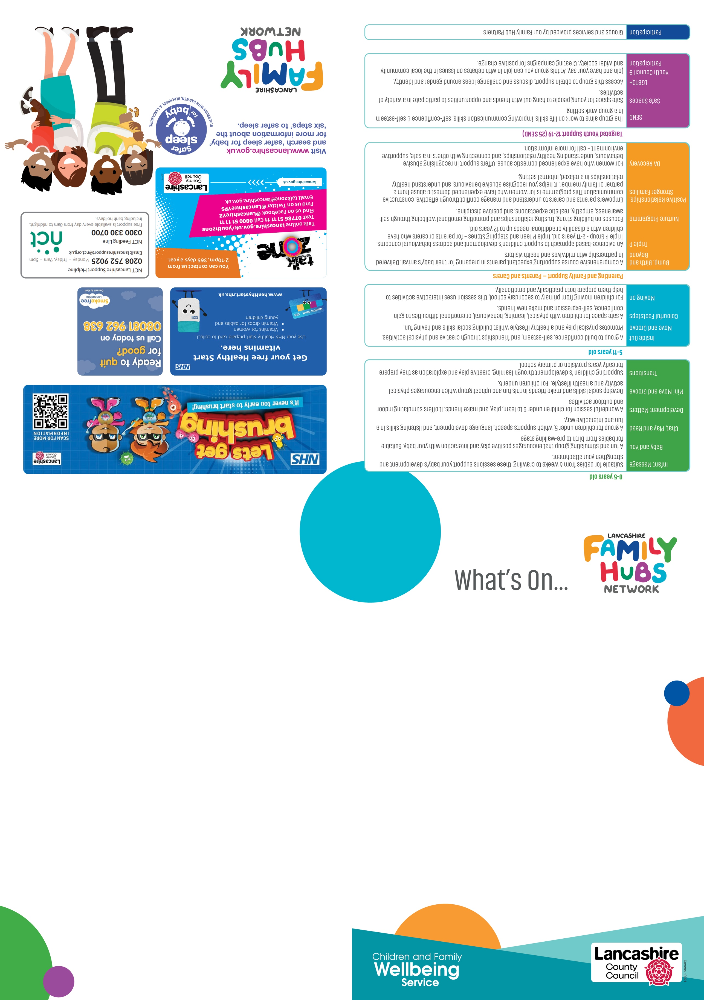 LANCASHIRE
FAMILY
HUBS
NETWORK
What's On...
Children and Family
Wellbeing
Service
Lancashire
County
Council
0-5 years old
Infant Massage
Suitable for babies from 6 weeks to crawling, these sessions support your baby's development and
strengthen your attachment.
Baby and You
A fun and stimulating group that encourages positive play and interaction with your baby. Suitable
for babies from birth to pre-walking stage
Chat, Play and Read
A group for children under 5, which supports speech, language development, and listening skills in a
fun and interactive way.
Development Matters
A wonderful session for children under 5 to learn, play, and make friends. It offers stimulating indoor
and outdoor activities
Mini Move and Groove
Develop social skills and make friends in this fun and upbeat group which encourages physical
activity and a health lifestyle. For children under 5.
Transitions
Supporting children 's development through learning, creative play and exploration as they prepare
for early years provision or primary school.
5-11 years old
Inside Out
A group to build confidence, self-esteem, and friendships through creative and physical activities.
Move and Groove
Promotes physical play and a healthy lifestyle whilst building social skills and having fun.
Colourful Footsteps
A safe space for children with physical, learning, behavioural, or emotional difficulties to gain
confidence, self-expression and make new friends.
Moving on
For children moving from primary to secondary school, this session uses interactive activities to
help them prepare both practically and emotionally.
Parenting and Family Support – Parents and Carers
Bump, Birth and
Beyond
A comprehensive course supporting expectant parents in preparing for their baby's arrival. Delivered
in partnership with midwives and health visitors.
Triple P
An evidence-based approach to support children's development and address behavioural concerns.
Triple P Group - 2-11 years old, Triple P Teen and Stepping Stones – for parents or carers who have
children with a disability or additional needs up to 12 years old.
Nurture Programme
Focuses on building strong, trusting relationships and promoting emotional wellbeing through self-
awareness, empathy, realistic expectations, and positive discipline.
Positive Relationships,
Stronger Families
Empowers parents and carers to understand and manage conflict through effective, constructive
communication.This programme is for women who have experienced domestic abuse from a
partner or family member. It helps you recognise abusive behaviours, and understand healthy
relationships in a relaxed, informal setting.
DA Recovery
For women who have experienced domestic abuse. Offers support in recognising abusive
behaviours, understanding healthy relationships, and connecting with others in a safe, supportive
environment – call for more information.
Targeted Youth Support 12-19 (25 SEND)
SEND
The group aims to work on life skills, improving communication skills, self-confidence & self-esteem
in a group work setting.
Safe Spaces
Safe space for young people to hang out with friends and opportunities to participate in a variety of
activities.
LGBTQ+
Access this group to obtain support, discuss and challenge ideas around gender and identity.
Youth Council &
Participation
Join and have your say. At this group you can join in with debates on issues in the local community
and wider society. Creating campaigns for positive change.
Participation
Groups and services provided by our Family Hub Partners
NHS
Lets get
brushing
It's never too early to start brushing!
Lancashire
County
Council
SCAN FOR MORE
INFORMATION
NHS
Get your free Healthy Start
vitamins here.
Use your NHS Healthy Start prepaid card to collect:
• Vitamins for women
• Vitamin drops for babies and
young children
Healthy Start
NHS
www.healthystart.nhs.uk
Ready to quit
for good?
Call us today on
08081 962 638
Smokefree
Lancashire
Commit to Quit
talk
zone
You can contact us from
2-10pm, 365 days a year.
Talk online lancashire.gov.uk/youthzone
Text 07786 51 11 11 Call 0800 51 11 11
Find us on Facebook @LancashireYZ
Find us on Twitter @LancashireYPS
Email talkzone@lancashire.gov.uk
lancashire.gov.uk
Lancashire
County
Council
NCT Lancashire Support Helpline
0208 752 9025 Monday – Friday, 9am – 5pm
Email: lancashiresupport@nct.org.uk
NCT Feeding Line
0300 330 0700
Free support is available every day from 8am to midnight,
including bank holidays.
nct
Visit www.lancashire.gov.uk
and search 'safer sleep for baby'
for more information about the
'six steps' to safer sleep.
Safer
sleep
for baby
BLACKBURN WITH DARWEN, BLACKPOOL & LANCASHIRE
LANCASHIRE
FAMILY
HUBS
NETWORK